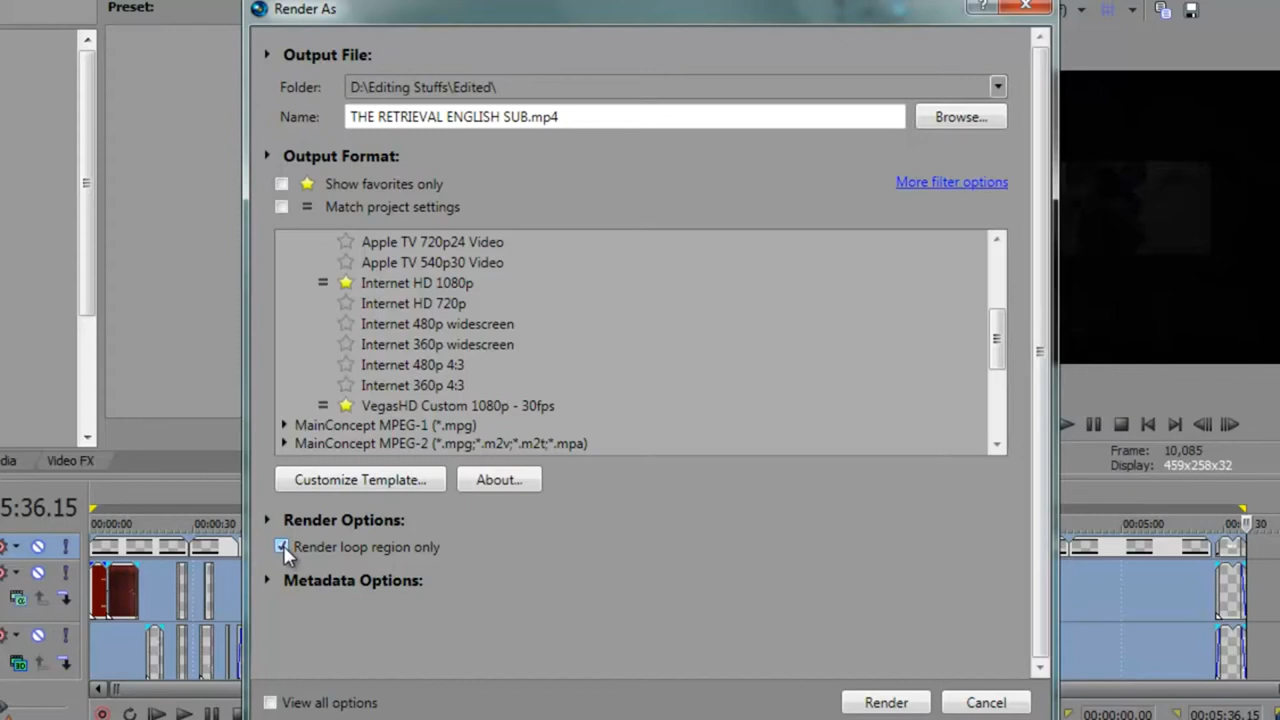 Preset:
Render As
Output File:
Folder: D:\Editing Stuffs\Edited\
Name: THE RETRIEVAL ENGLISH SUB.mp4 Browse...
Output Format:
Show favorites only More filter options
= Match project settings
Apple TV 720p24 Video
Apple TV 540p30 Video
= Internet HD 1080p
Internet HD 720p
Internet 480p widescreen
Internet 360p widescreen
Internet 480p 4:3
Internet 360p 4:3
= VegasHD Custom 1080p - 30fps
MainConcept MPEG-1 (*.mpg)
MainConcept MPEG-2 (*.mpg;*.m2v;*.m2t;*.mpa)
Frame: 10,085
Display: 459x258x32
dia Video FX
Customize Template... About...
5:36.15
00:00:00 00:00:30 00:05:00 30
Render Options:
Render loop region only
Metadata Options:
View all options Render Cancel
00:00:00.00 00:05:36.15